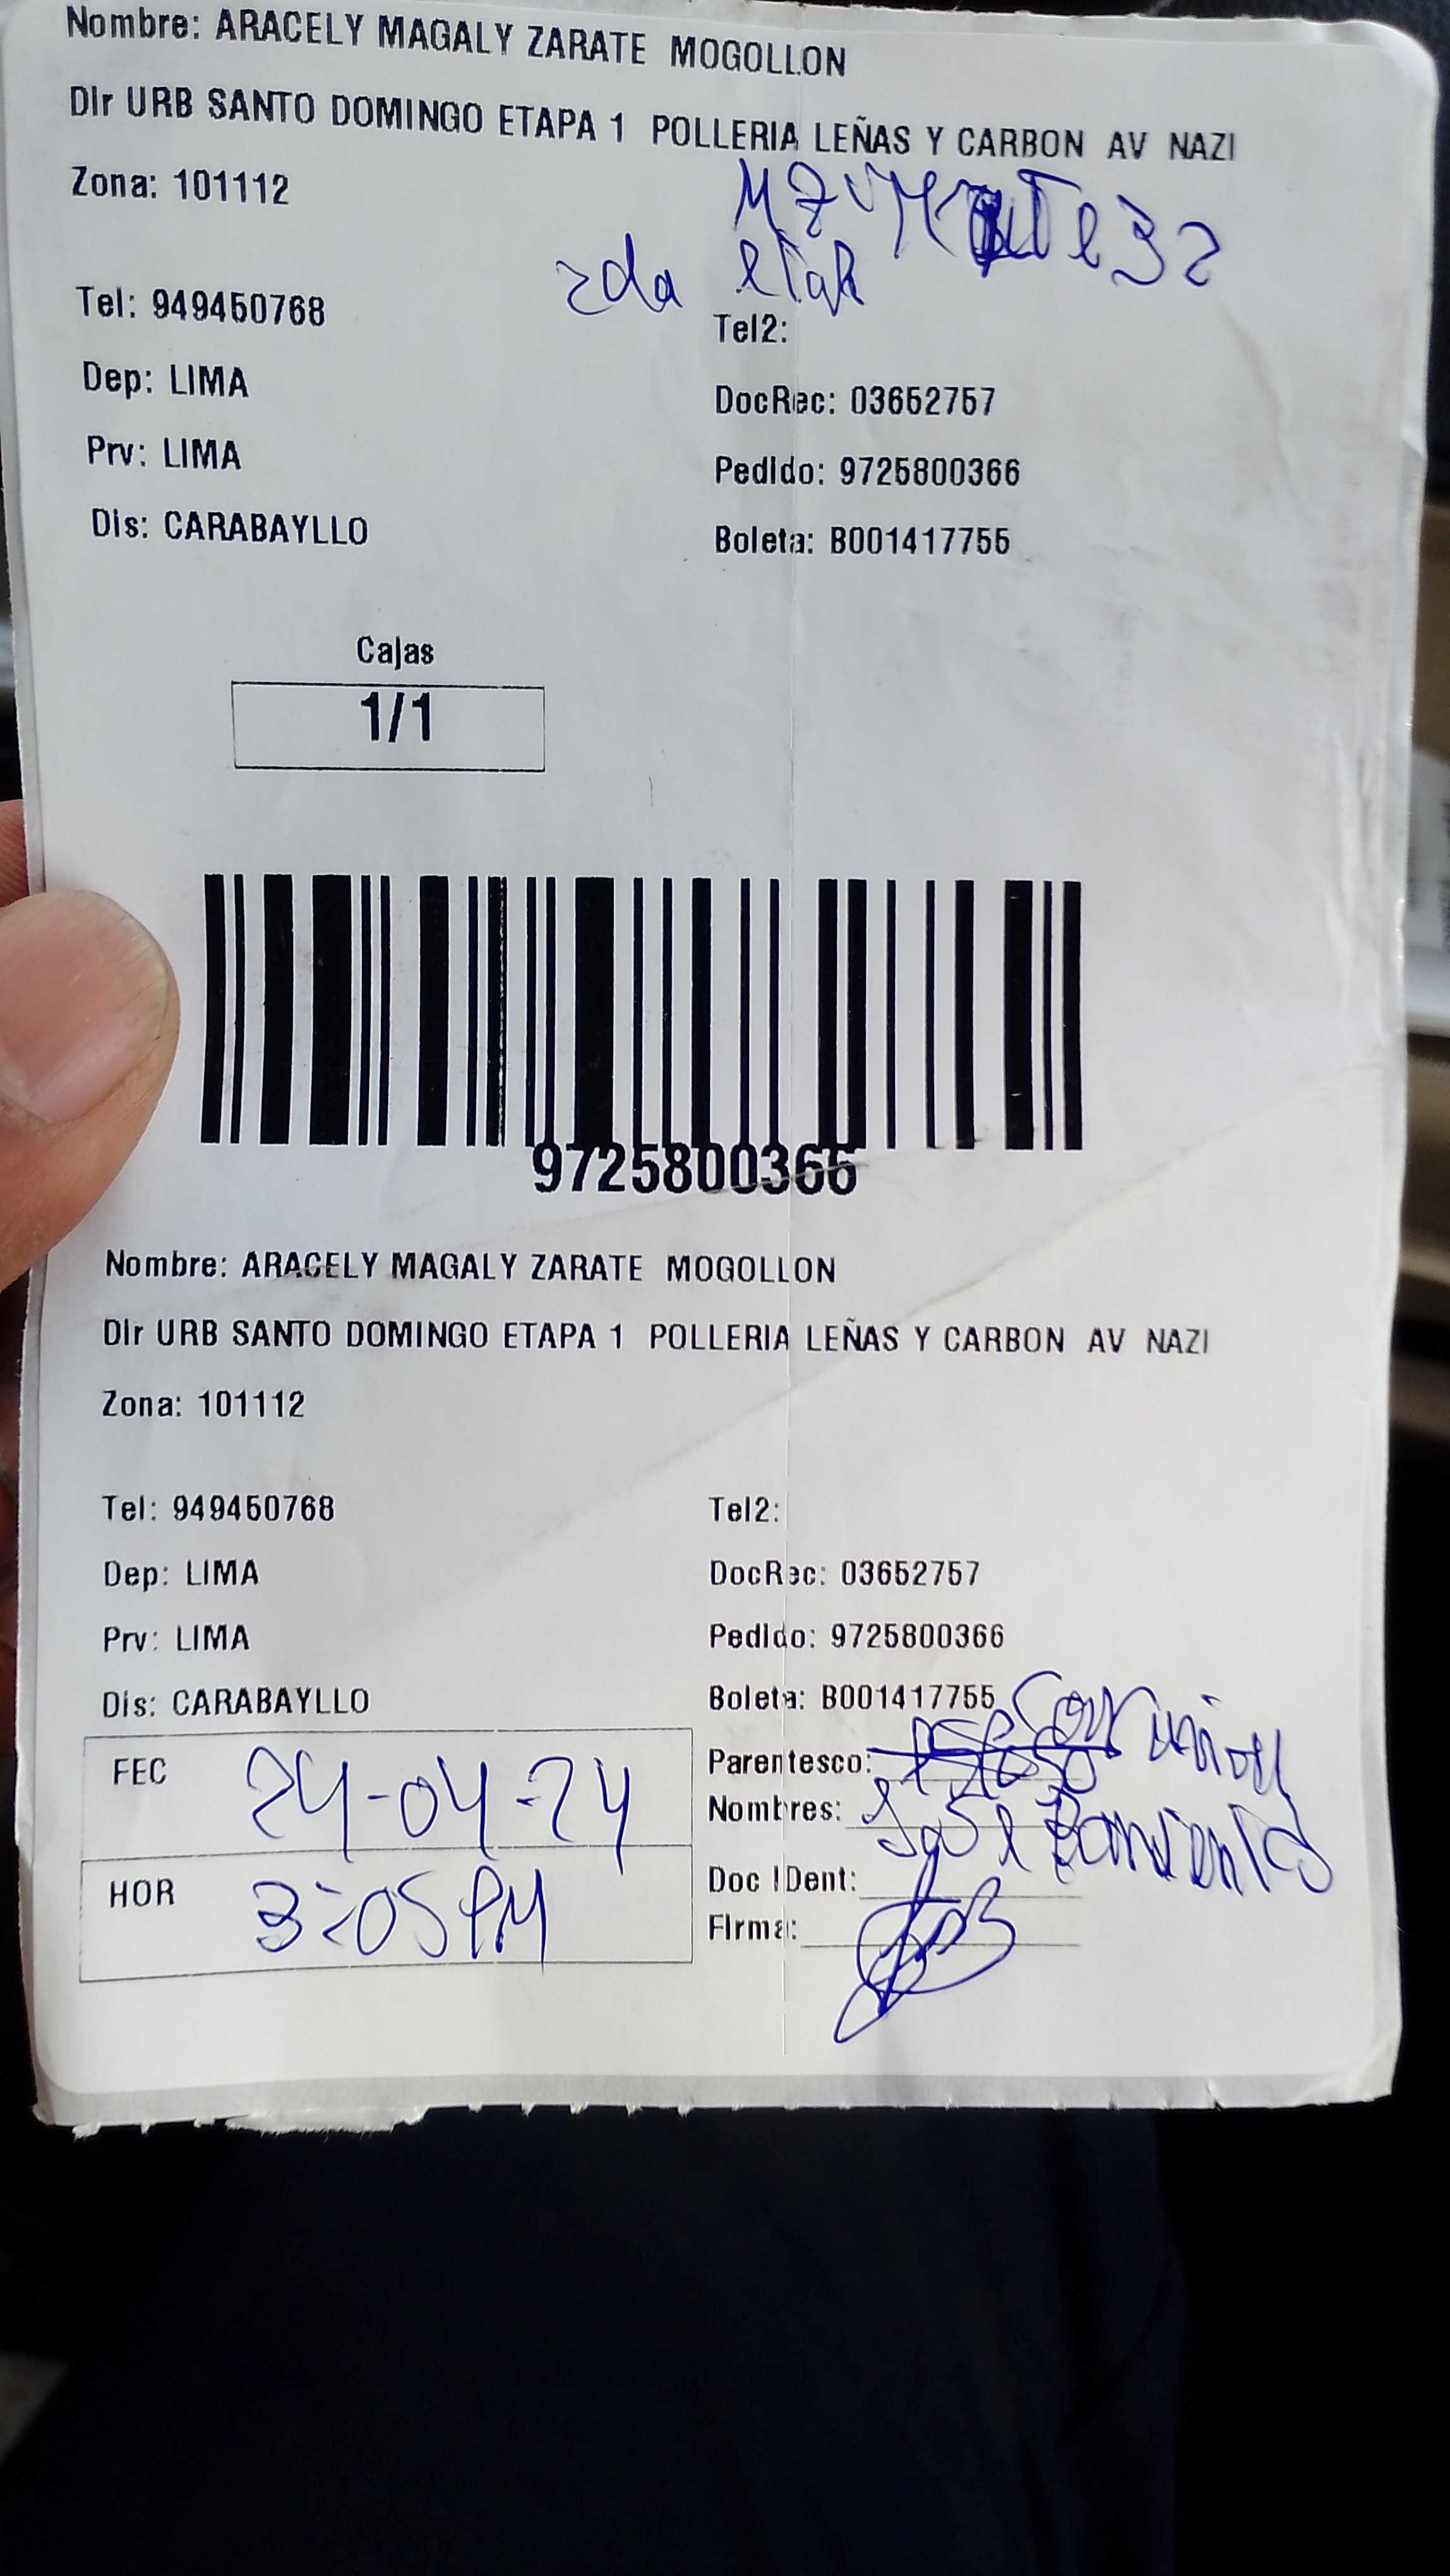 Nombre: ARACELY MAGALY ZARATE MOGOLLON
Dir URB SANTO DOMINGO ETAPA 1 POLLERIA LEÑAS Y CARBON AV NAZI
Zona: 101112
2da etap
Tel: 949450768
Tel2:
Dep: LIMA
DocRec: 03652757
Prv: LIMA
Pedido: 9725800366
Dis: CARABAYLLO
Boleta: B001417755
Cajas
1/1
9725800366
Nombre: ARACELY MAGALY ZARATE MOGOLLON
Dir URB SANTO DOMINGO ETAPA 1 POLLERIA LEÑAS Y CARBON AV NAZI
Zona: 101112
Tel: 949450768
Tel2:
Dep: LIMA
DocRec: 03652757
Prv: LIMA
Pedido: 9725800366
Dis: CARABAYLLO
Boleta: B001417755
FEC 24-04-24
Parentesco:
Nombres: José
HOR 3:05 PM
Doc IDent:
Firma: